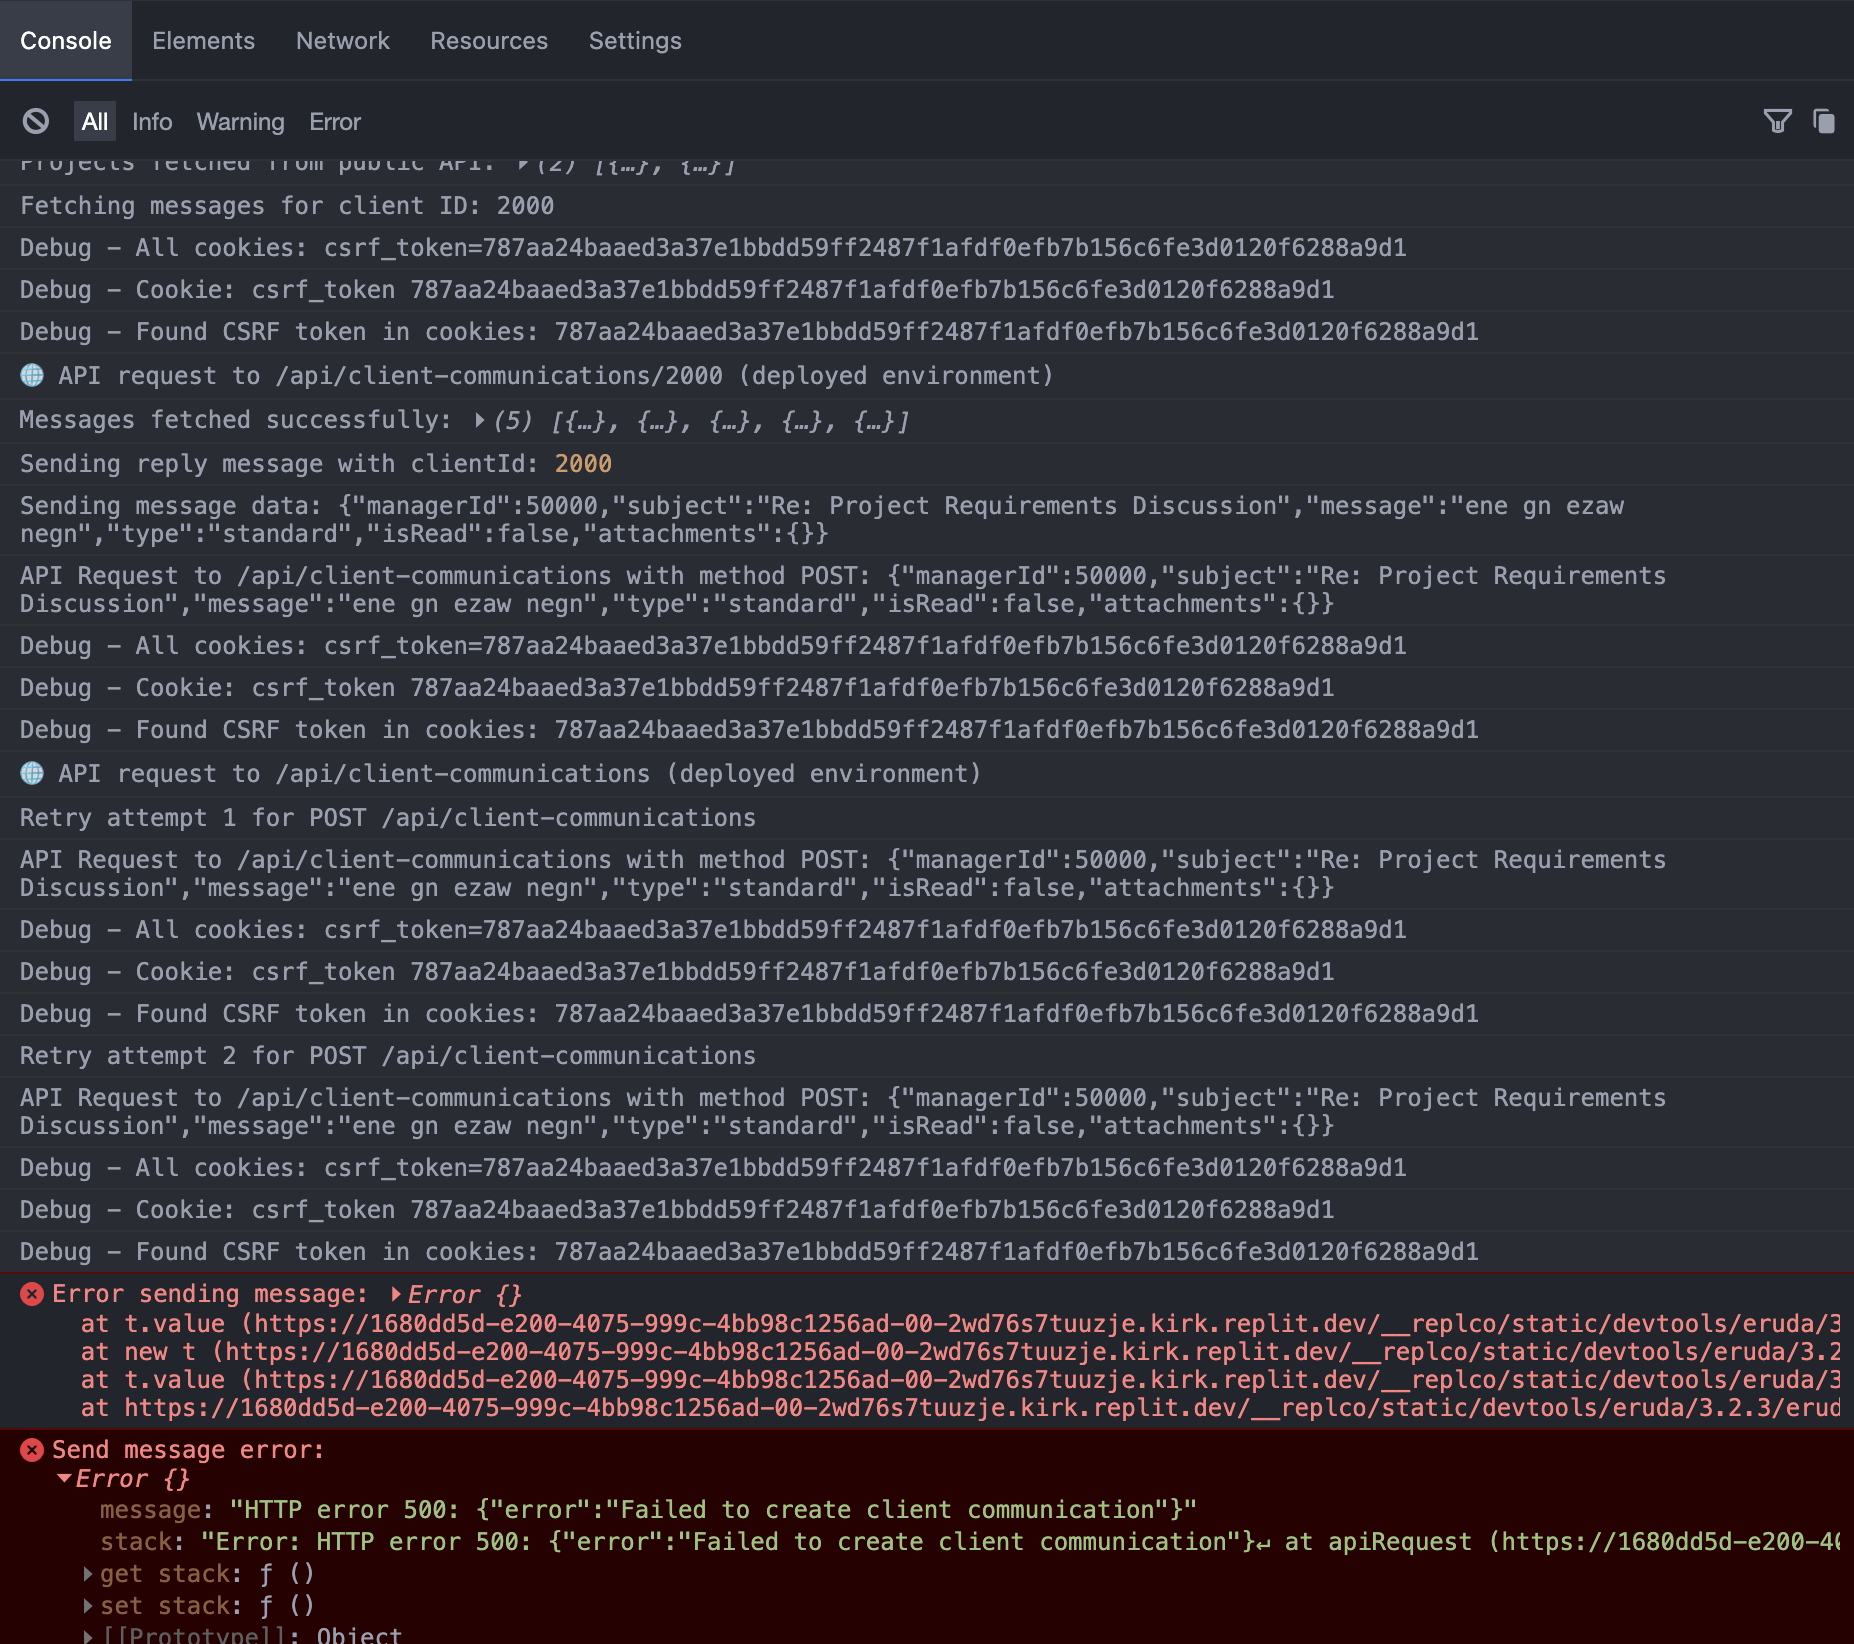 Console Elements Network Resources Settings
All Info Warning Error
Projects fetched from public API: ▶(2) [{…}, {…}]
Fetching messages for client ID: 2000
Debug – All cookies: csrf_token=787aa24baaed3a37e1bbdd59ff2487f1afdf0efb7b156c6fe3d0120f6288a9d1
Debug – Cookie: csrf_token 787aa24baaed3a37e1bbdd59ff2487f1afdf0efb7b156c6fe3d0120f6288a9d1
Debug – Found CSRF token in cookies: 787aa24baaed3a37e1bbdd59ff2487f1afdf0efb7b156c6fe3d0120f6288a9d1
🌐 API request to /api/client-communications/2000 (deployed environment)
Messages fetched successfully: ▶(5) [{…}, {…}, {…}, {…}, {…}]
Sending reply message with clientId: 2000
Sending message data: {"managerId":50000,"subject":"Re: Project Requirements Discussion","message":"ene gn ezaw
negn","type":"standard","isRead":false,"attachments":{}}
API Request to /api/client-communications with method POST: {"managerId":50000,"subject":"Re: Project Requirements
Discussion","message":"ene gn ezaw negn","type":"standard","isRead":false,"attachments":{}}
Debug – All cookies: csrf_token=787aa24baaed3a37e1bbdd59ff2487f1afdf0efb7b156c6fe3d0120f6288a9d1
Debug – Cookie: csrf_token 787aa24baaed3a37e1bbdd59ff2487f1afdf0efb7b156c6fe3d0120f6288a9d1
Debug – Found CSRF token in cookies: 787aa24baaed3a37e1bbdd59ff2487f1afdf0efb7b156c6fe3d0120f6288a9d1
🌐 API request to /api/client-communications (deployed environment)
Retry attempt 1 for POST /api/client-communications
API Request to /api/client-communications with method POST: {"managerId":50000,"subject":"Re: Project Requirements
Discussion","message":"ene gn ezaw negn","type":"standard","isRead":false,"attachments":{}}
Debug – All cookies: csrf_token=787aa24baaed3a37e1bbdd59ff2487f1afdf0efb7b156c6fe3d0120f6288a9d1
Debug – Cookie: csrf_token 787aa24baaed3a37e1bbdd59ff2487f1afdf0efb7b156c6fe3d0120f6288a9d1
Debug – Found CSRF token in cookies: 787aa24baaed3a37e1bbdd59ff2487f1afdf0efb7b156c6fe3d0120f6288a9d1
Retry attempt 2 for POST /api/client-communications
API Request to /api/client-communications with method POST: {"managerId":50000,"subject":"Re: Project Requirements
Discussion","message":"ene gn ezaw negn","type":"standard","isRead":false,"attachments":{}}
Debug – All cookies: csrf_token=787aa24baaed3a37e1bbdd59ff2487f1afdf0efb7b156c6fe3d0120f6288a9d1
Debug – Cookie: csrf_token 787aa24baaed3a37e1bbdd59ff2487f1afdf0efb7b156c6fe3d0120f6288a9d1
Debug – Found CSRF token in cookies: 787aa24baaed3a37e1bbdd59ff2487f1afdf0efb7b156c6fe3d0120f6288a9d1
Error sending message: ▶Error {}
at t.value (https://1680dd5d-e200-4075-999c-4bb98c1256ad-00-2wd76s7tuuzje.kirk.replit.dev/__replco/static/devtools/eruda/3
at new t (https://1680dd5d-e200-4075-999c-4bb98c1256ad-00-2wd76s7tuuzje.kirk.replit.dev/__replco/static/devtools/eruda/3.2
at t.value (https://1680dd5d-e200-4075-999c-4bb98c1256ad-00-2wd76s7tuuzje.kirk.replit.dev/__replco/static/devtools/eruda/3
at https://1680dd5d-e200-4075-999c-4bb98c1256ad-00-2wd76s7tuuzje.kirk.replit.dev/__replco/static/devtools/eruda/3.2.3/erud
Send message error:
▼Error {}
message: "HTTP error 500: {"error":"Failed to create client communication"}"
stack: "Error: HTTP error 500: {"error":"Failed to create client communication"}↵ at apiRequest (https://1680dd5d-e200-40
▶get stack: ƒ ()
▶set stack: ƒ ()
▶[[Prototype]]: Object